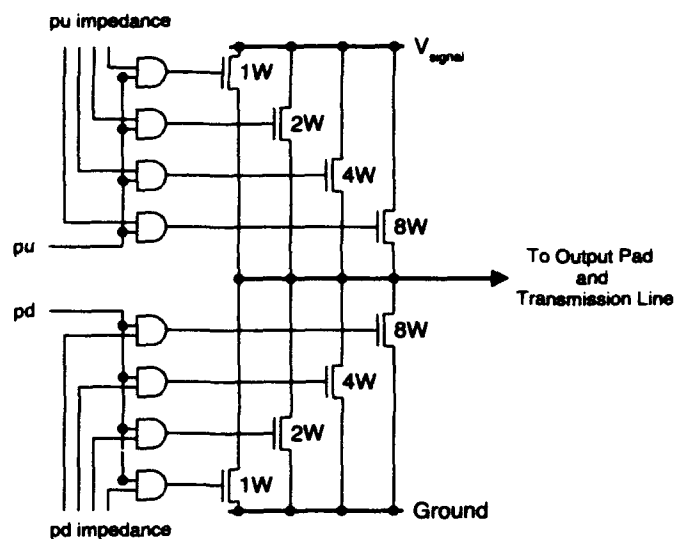 pu impedance
V signal
1W
2W
4W
8W
pu
To Output Pad
and
Transmission Line
pd
8W
4W
2W
1W
Ground
pd impedance